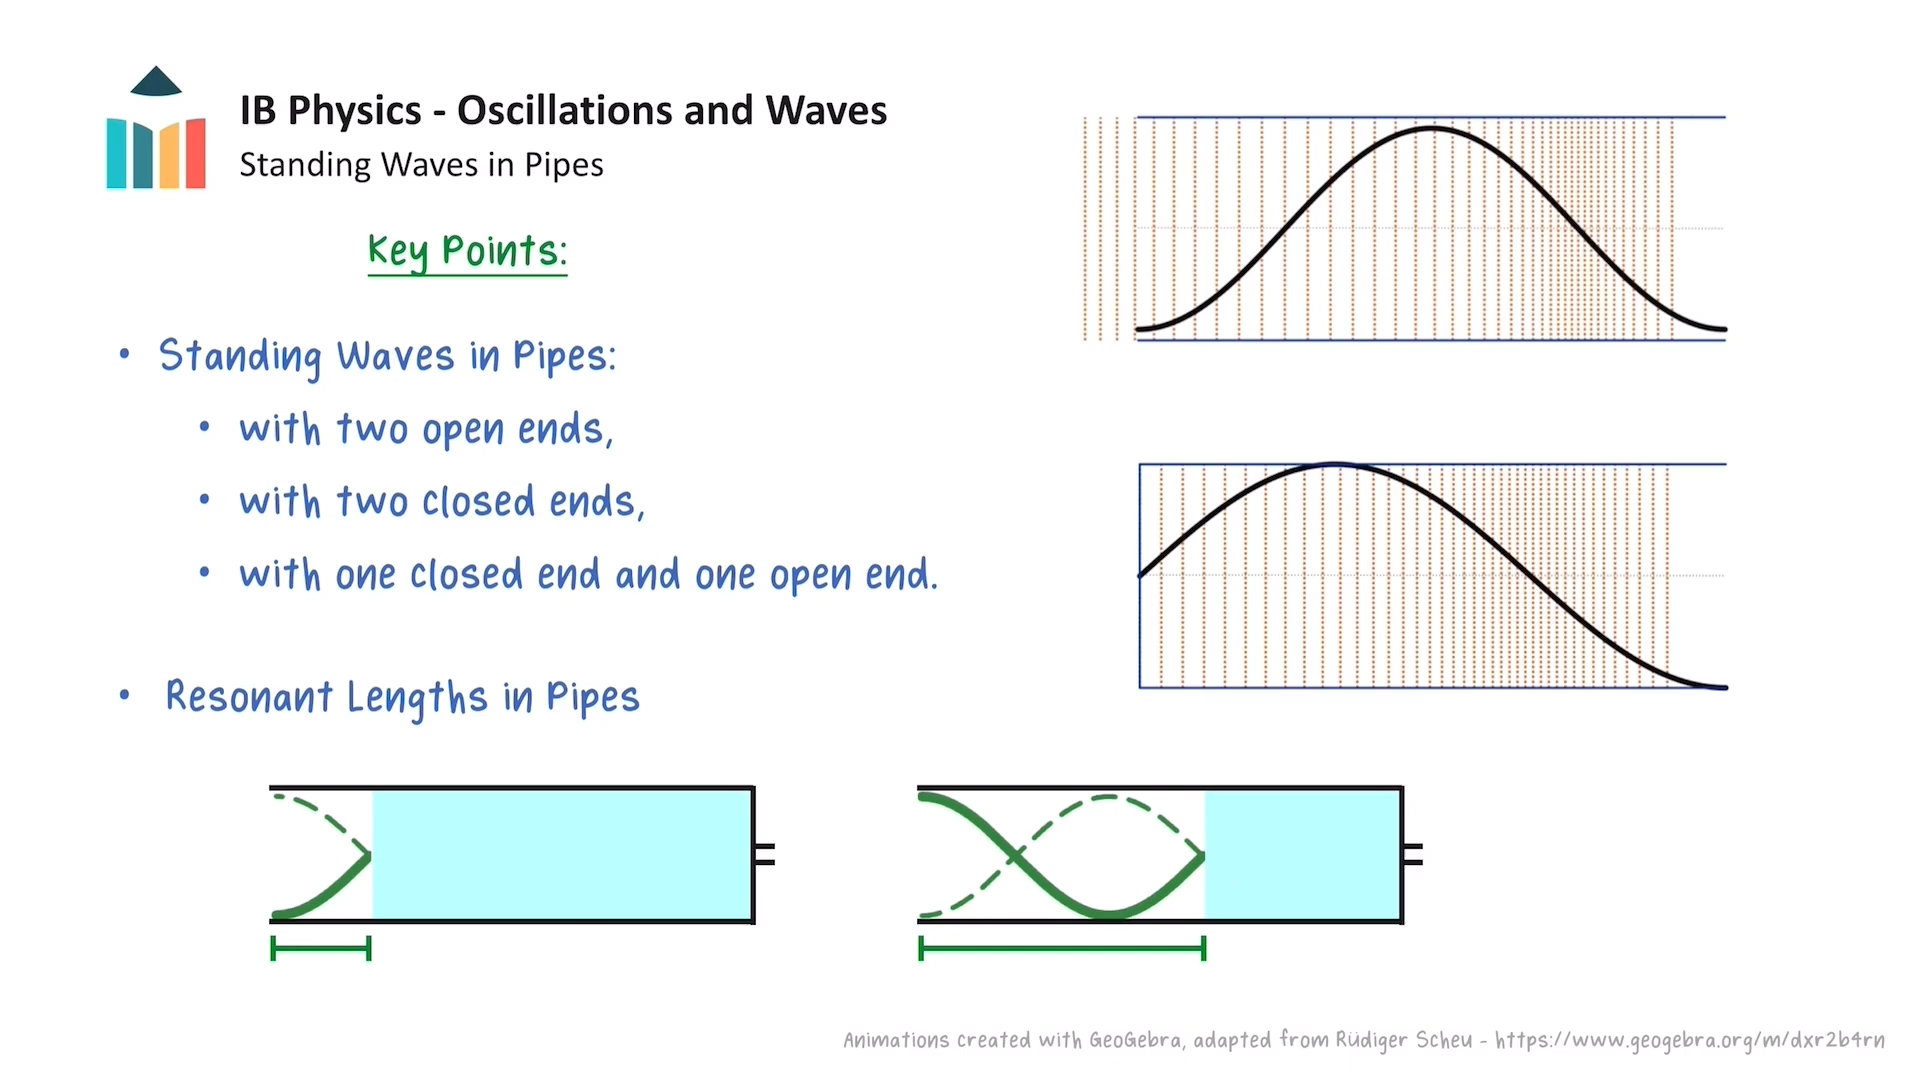 IB Physics - Oscillations and Waves
Standing Waves in Pipes
Key Points:
• Standing Waves in Pipes:
• with two open ends,
• with two closed ends,
• with one closed end and one open end.
• Resonant Lengths in Pipes
Animations created with GeoGebra, adapted from Rüdiger Scheu - https://www.geogebra.org/m/dxr2b4rn